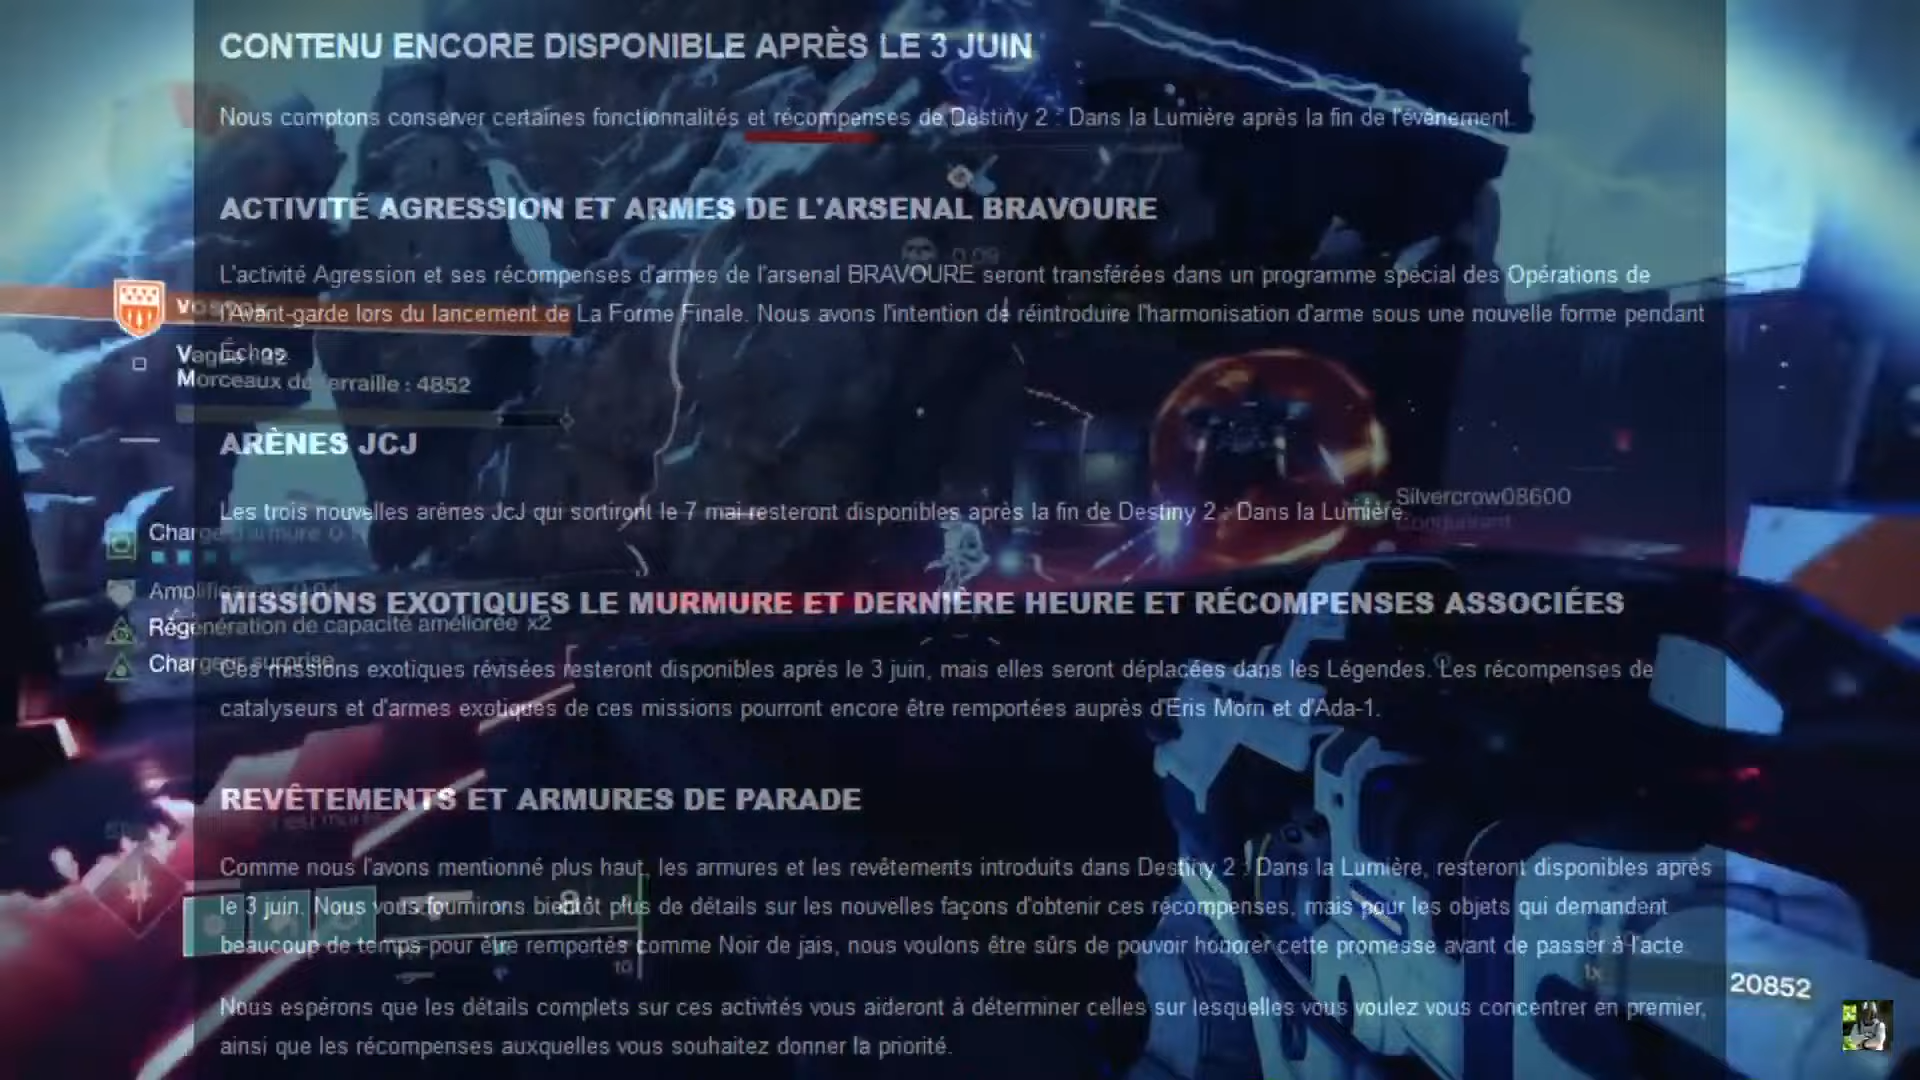 CONTENU ENCORE DISPONIBLE APRÈS LE 3 JUIN
Nous comptons conserver certaines fonctionnalités et récompenses de Destiny 2 : Dans la Lumière après la fin de l'événement
ACTIVITÉ AGRESSION ET ARMES DE L'ARSENAL BRAVOURE
0:09
L'activité Agression et ses récompenses d'armes de l'arsenal BRAVOURE seront transférées dans un programme spécial des Opérations de
l'Avant-garde lors du lancement de La Forme Finale. Nous avons l'intention de réintroduire l'harmonisation d'arme sous une nouvelle forme pendant
Échos.
Morceaux de ferraille : 4852
ARÈNES JCJ
Silvercrow08600
Les trois nouvelles arènes JcJ qui sortiront le 7 mai resteront disponibles après la fin de Destiny 2 : Dans la Lumière.
Charge d'armure
MISSIONS EXOTIQUES LE MURMURE ET DERNIÈRE HEURE ET RÉCOMPENSES ASSOCIÉES
Régénération de capacité améliorée x2
Chargeur surprise
Ces missions exotiques révisées resteront disponibles après le 3 juin, mais elles seront déplacées dans les Légendes. Les récompenses de
catalyseurs et d'armes exotiques de ces missions pourront encore être remportées auprès d'Eris Morn et d'Ada-1.
REVÊTEMENTS ET ARMURES DE PARADE
Comme nous l'avons mentionné plus haut, les armures et les revêtements introduits dans Destiny 2 : Dans la Lumière, resteront disponibles après
le 3 juin. Nous vous fournirons bientôt plus de détails sur les nouvelles façons d'obtenir ces récompenses, mais pour les objets qui demandent
beaucoup de temps pour être remportés comme Noir de jais, nous voulons être sûrs de pouvoir honorer cette promesse avant de passer à l'acte
8
10
1x
20852
Nous espérons que les détails complets sur ces activités vous aideront à déterminer celles sur lesquelles vous voulez vous concentrer en premier,
ainsi que les récompenses auxquelles vous souhaitez donner la priorité.